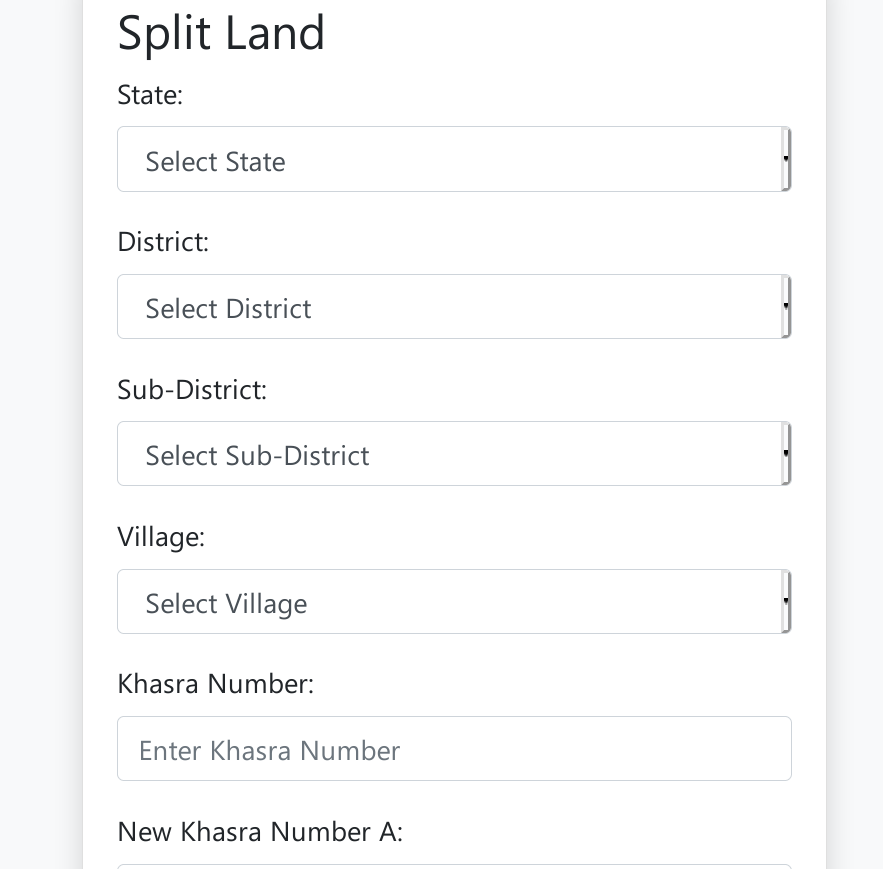 Split Land
State:
Select State
District:
Select District
Sub-District:
Select Sub-District
Village:
Select Village
Khasra Number:
Enter Khasra Number
New Khasra Number A: